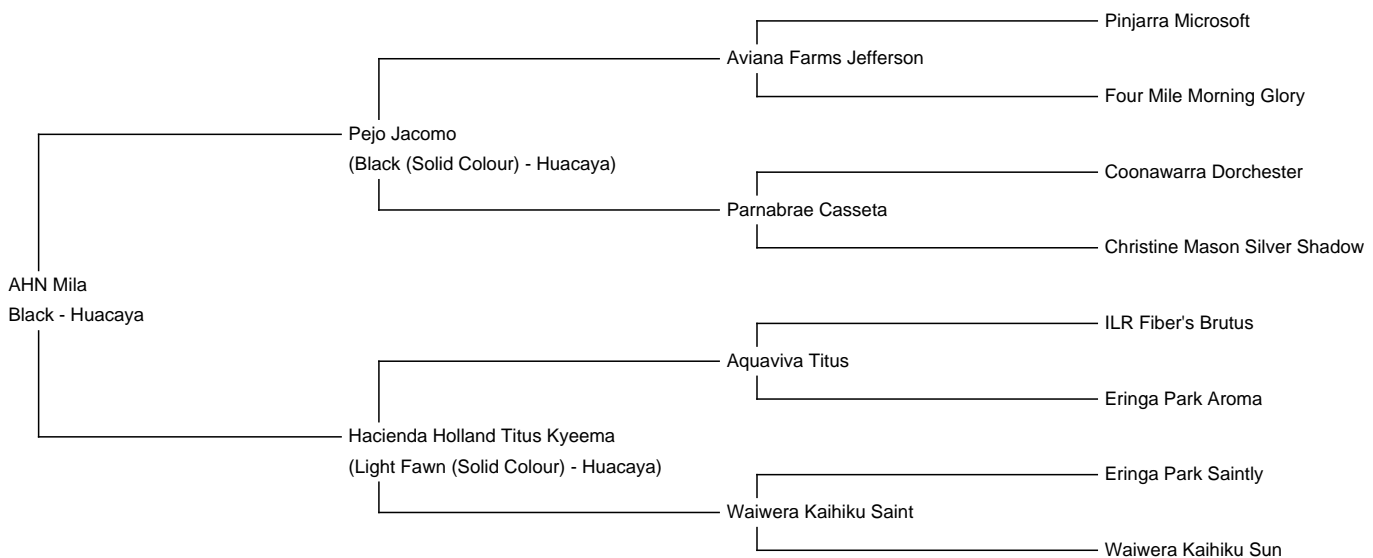 Pinjarra Microsoft
Aviana Farms Jefferson
Four Mile Morning Glory
Pejo Jacomo
(Black (Solid Colour) - Huacaya)
Coonawarra Dorchester
Parnabrae Casseta
Christine Mason Silver Shadow
AHN Mila
Black - Huacaya
ILR Fiber's Brutus
Aquaviva Titus
Eringa Park Aroma
Hacienda Holland Titus Kyeema
(Light Fawn (Solid Colour) - Huacaya)
Eringa Park Saintly
Waiwera Kaihiku Saint
Waiwera Kaihiku Sun